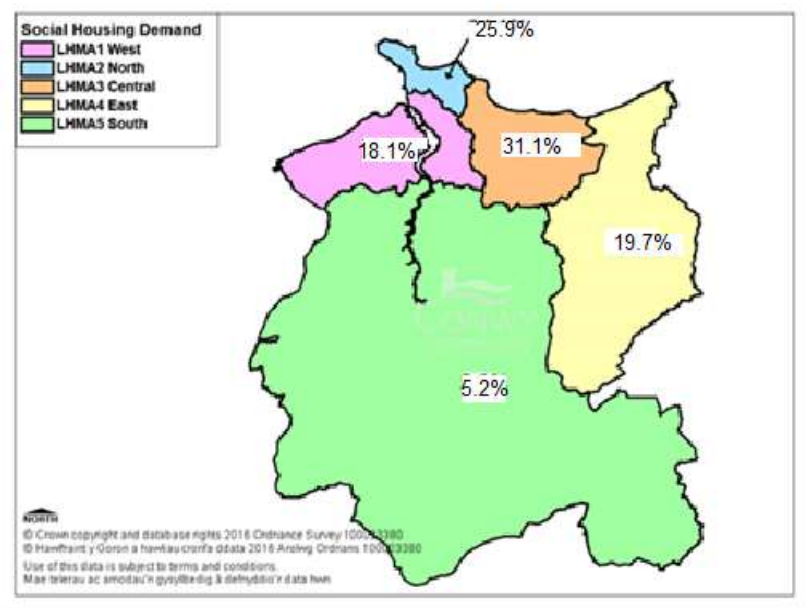 Social Housing Demand
LHMA1 West
LHMA2 North
LHMA3 Central
LHMA4 East
LHMA5 South
25.9%
18.1%
31.1%
19.7%
5.2%
NORTH
© Crown copyright and database rights 2016 Ordnance Survey
© Hawlfraint y Goron a hawliau cronfa ddata 2016 Arolwg Ordnans
Use of this data is subject to terms and conditions.
Mae telerau ac amodau'n gysylltiedig â defnyddio'r data hwn